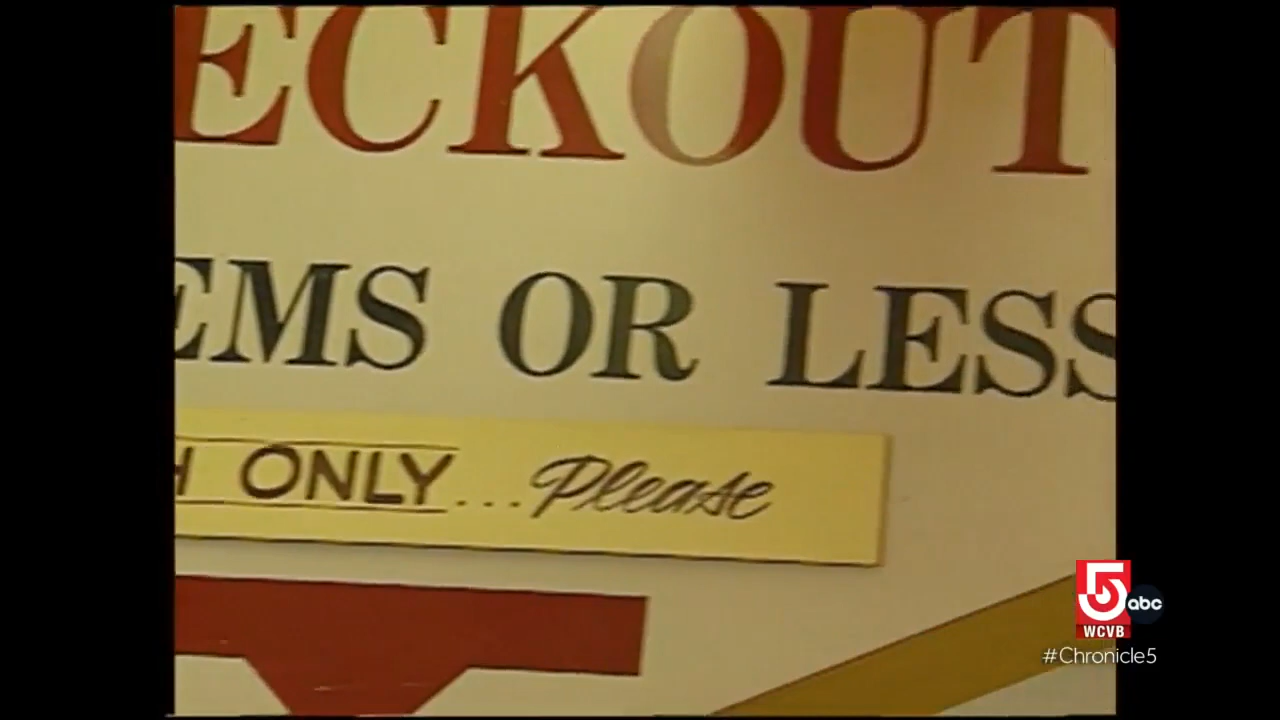 ECKOUT
EMS OR LESS
H ONLY... Please
5 abc
WCVB
#Chronicle5